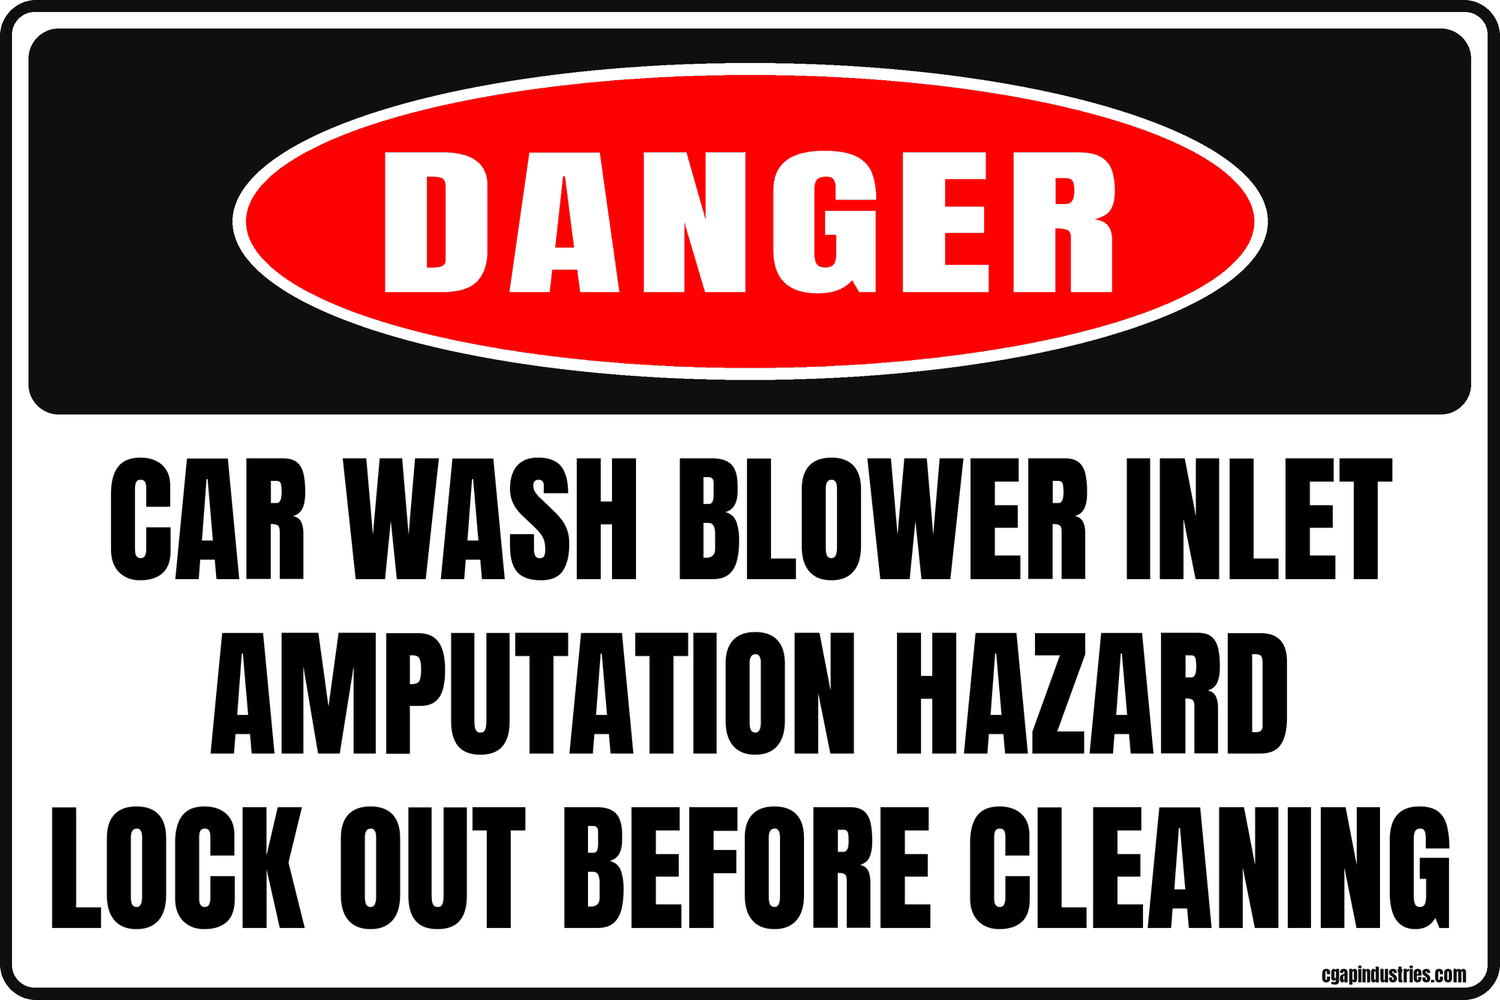 DANGER
CAR WASH BLOWER INLET
AMPUTATION HAZARD
LOCK OUT BEFORE CLEANING
cgapindustries.com